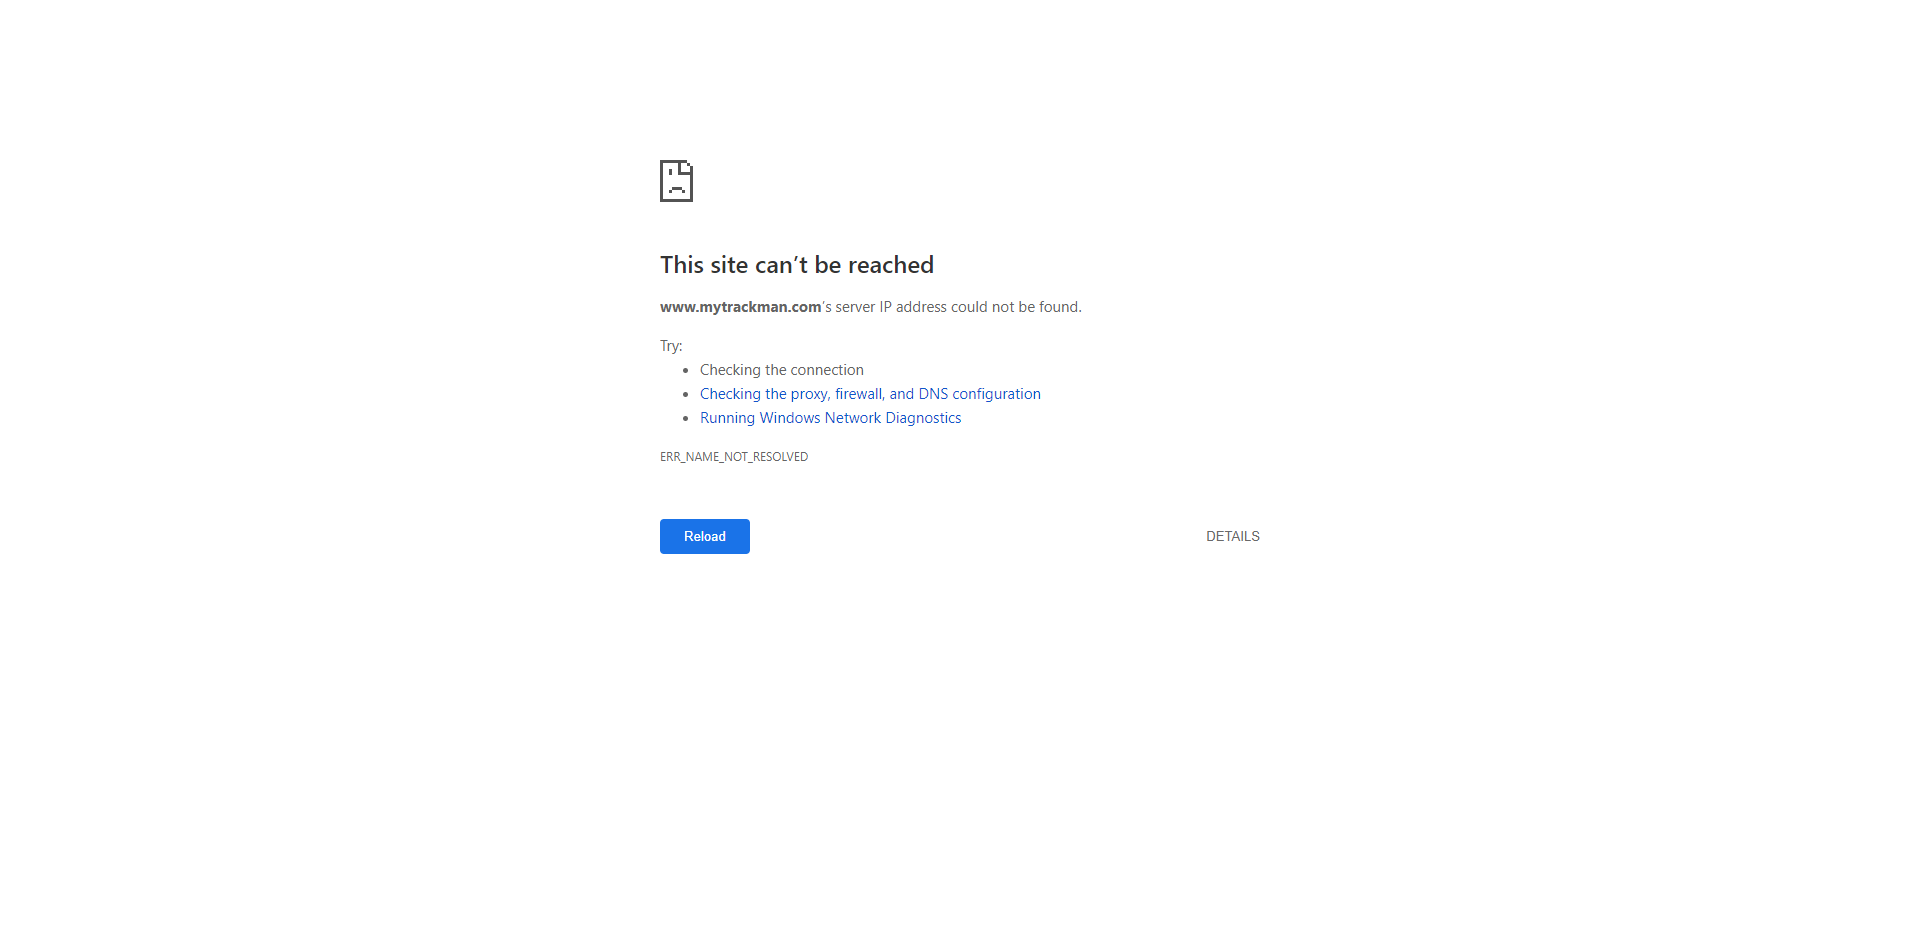 This site can’t be reached
www.mytrackman.com’s server IP address could not be found.
Try:
Checking the connection
Checking the proxy, firewall, and DNS configuration
Running Windows Network Diagnostics
ERR_NAME_NOT_RESOLVED
Reload
DETAILS